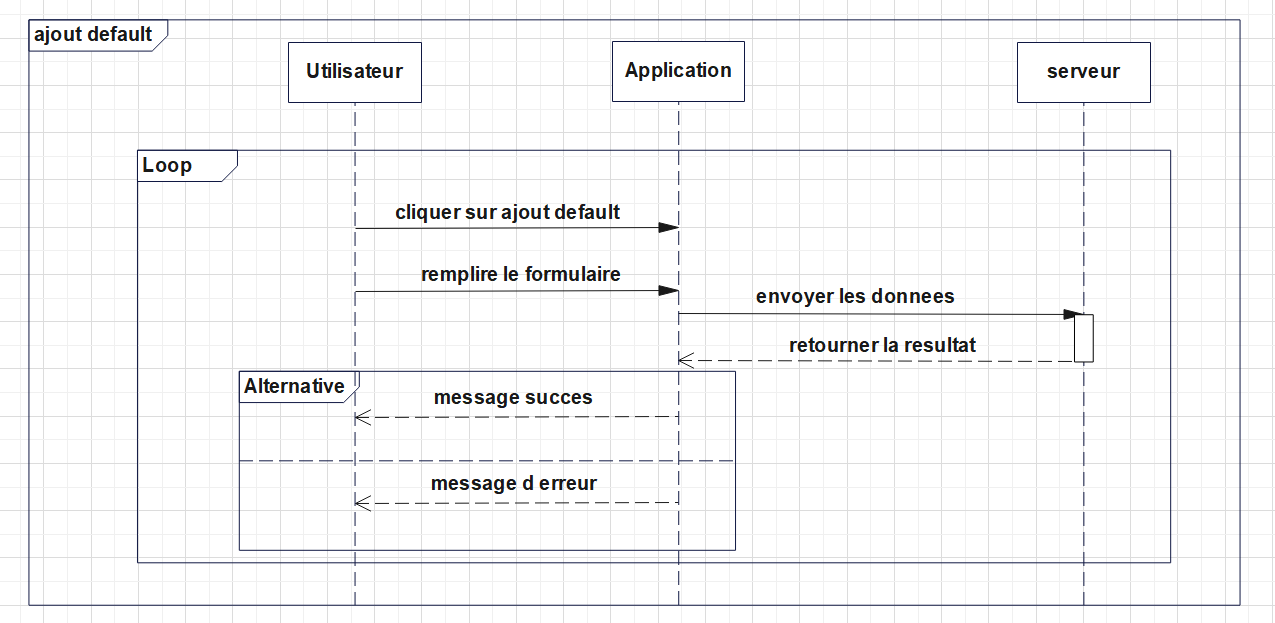 ajout default
Utilisateur
Application
serveur
Loop
cliquer sur ajout default
remplire le formulaire
envoyer les donnees
retourner la resultat
Alternative
message succes
message d erreur